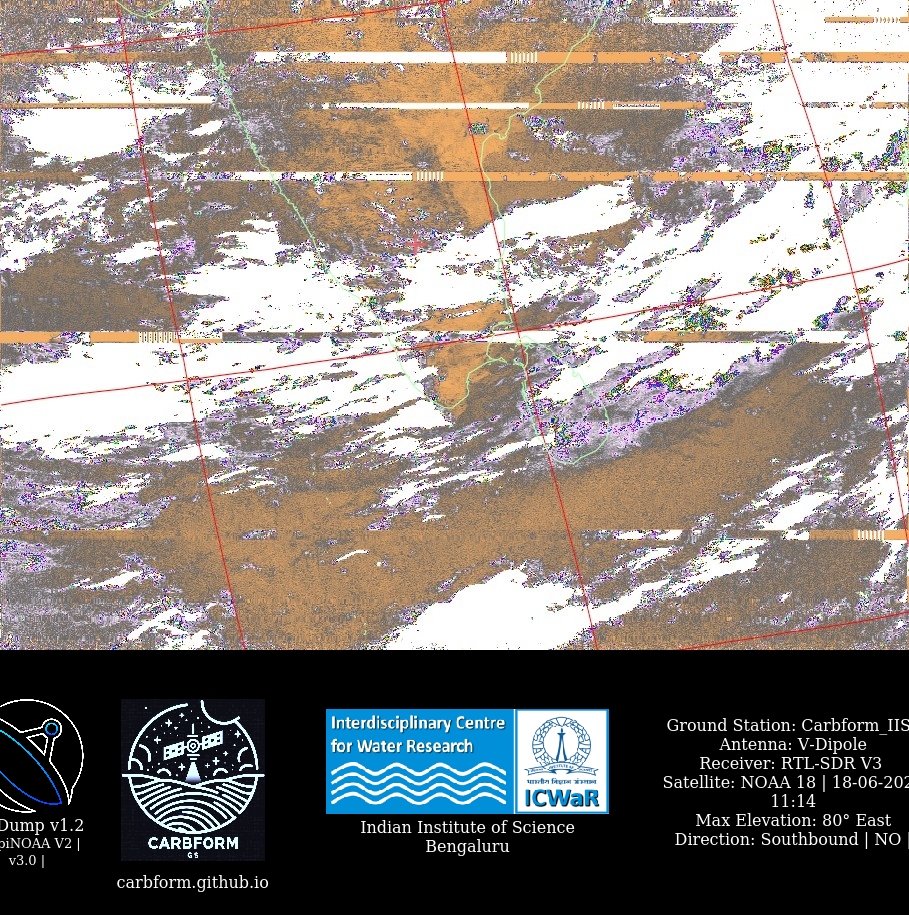 Dump v1.2
piNOAA V2 |
v3.0 |
CARBFORM
GS
carbform.github.io
Interdisciplinary Centre
for Water Research
भारतीय विज्ञान संस्थान
ICWaR
Indian Institute of Science
Bengaluru
Ground Station: Carbform_IIS
Antenna: V-Dipole
Receiver: RTL-SDR V3
Satellite: NOAA 18 | 18-06-202
11:14
Max Elevation: 80° East
Direction: Southbound | NO |